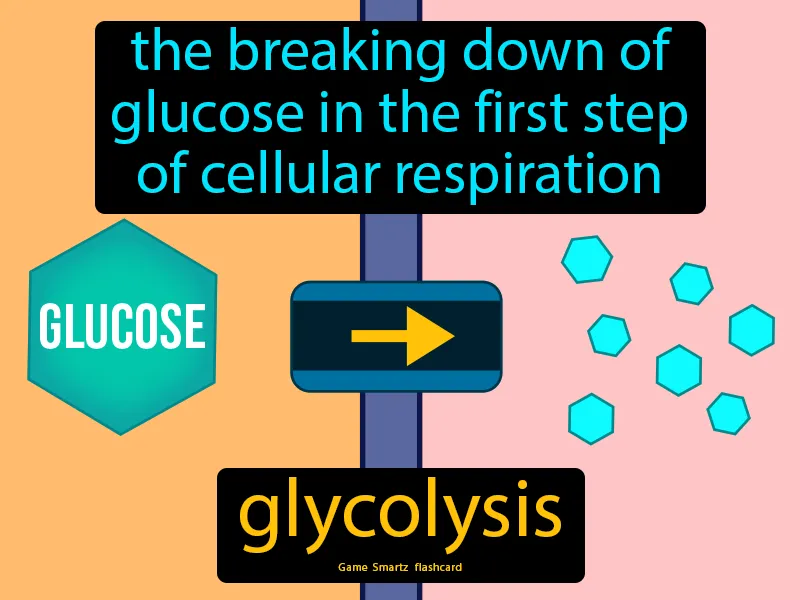 the breaking down of
glucose in the first step
of cellular respiration
GLUCOSE
glycolysis
Game Smartz flashcard